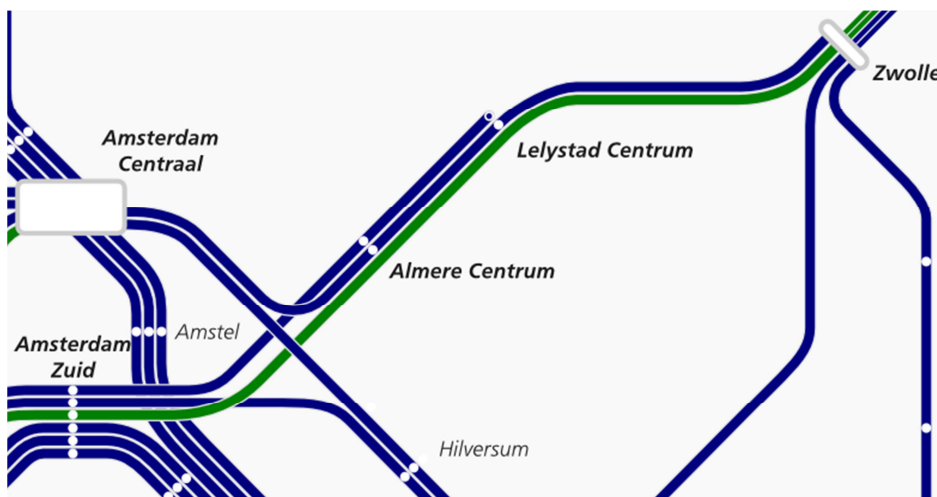 Zwolle
Amsterdam
Centraal
Lelystad Centrum
Almere Centrum
Amstel
Amsterdam
Zuid
Hilversum